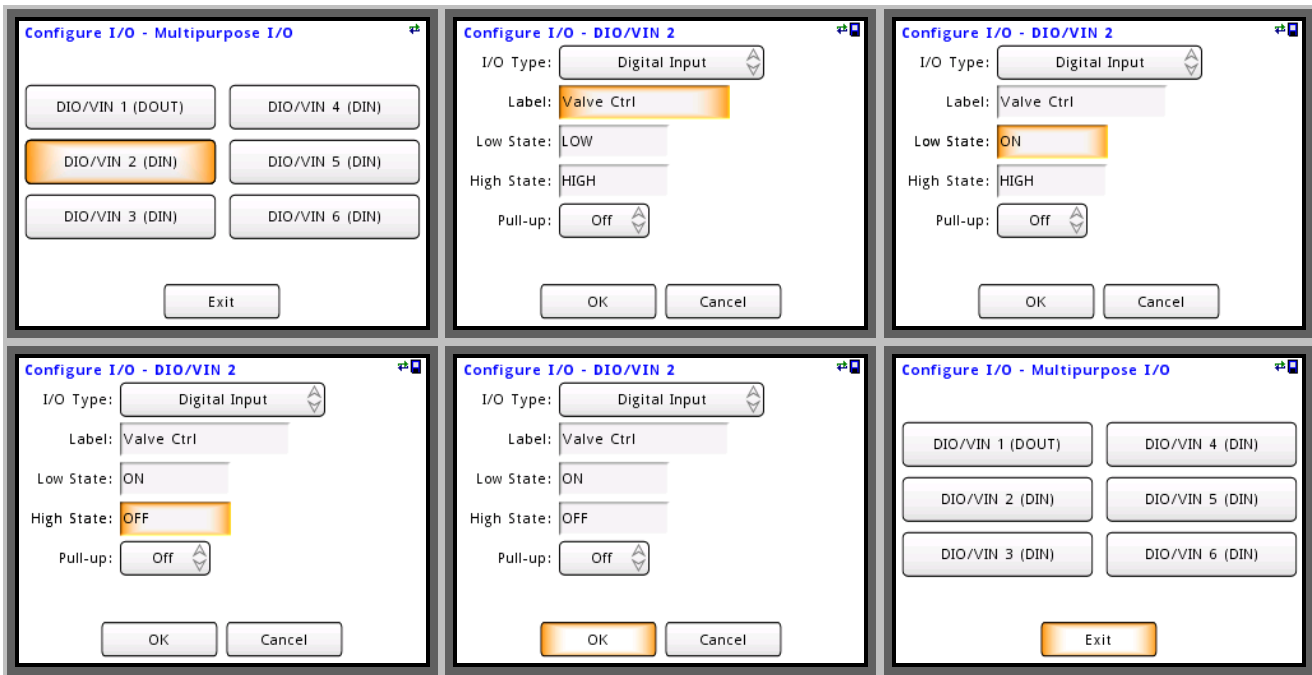 Configure I/O - Multipurpose I/O
DIO/VIN 1 (DOUT)
DIO/VIN 4 (DIN)
DIO/VIN 2 (DIN)
DIO/VIN 5 (DIN)
DIO/VIN 3 (DIN)
DIO/VIN 6 (DIN)
Exit
Configure I/O - DIO/VIN 2
I/O Type: Digital Input
Label: Valve Ctrl
Low State: LOW
High State: HIGH
Pull-up: Off
OK Cancel
Configure I/O - DIO/VIN 2
I/O Type: Digital Input
Label: Valve Ctrl
Low State: ON
High State: HIGH
Pull-up: Off
OK Cancel
Configure I/O - DIO/VIN 2
I/O Type: Digital Input
Label: Valve Ctrl
Low State: ON
High State: OFF
Pull-up: Off
OK Cancel
Configure I/O - DIO/VIN 2
I/O Type: Digital Input
Label: Valve Ctrl
Low State: ON
High State: OFF
Pull-up: Off
OK Cancel
Configure I/O - Multipurpose I/O
DIO/VIN 1 (DOUT)
DIO/VIN 4 (DIN)
DIO/VIN 2 (DIN)
DIO/VIN 5 (DIN)
DIO/VIN 3 (DIN)
DIO/VIN 6 (DIN)
Exit